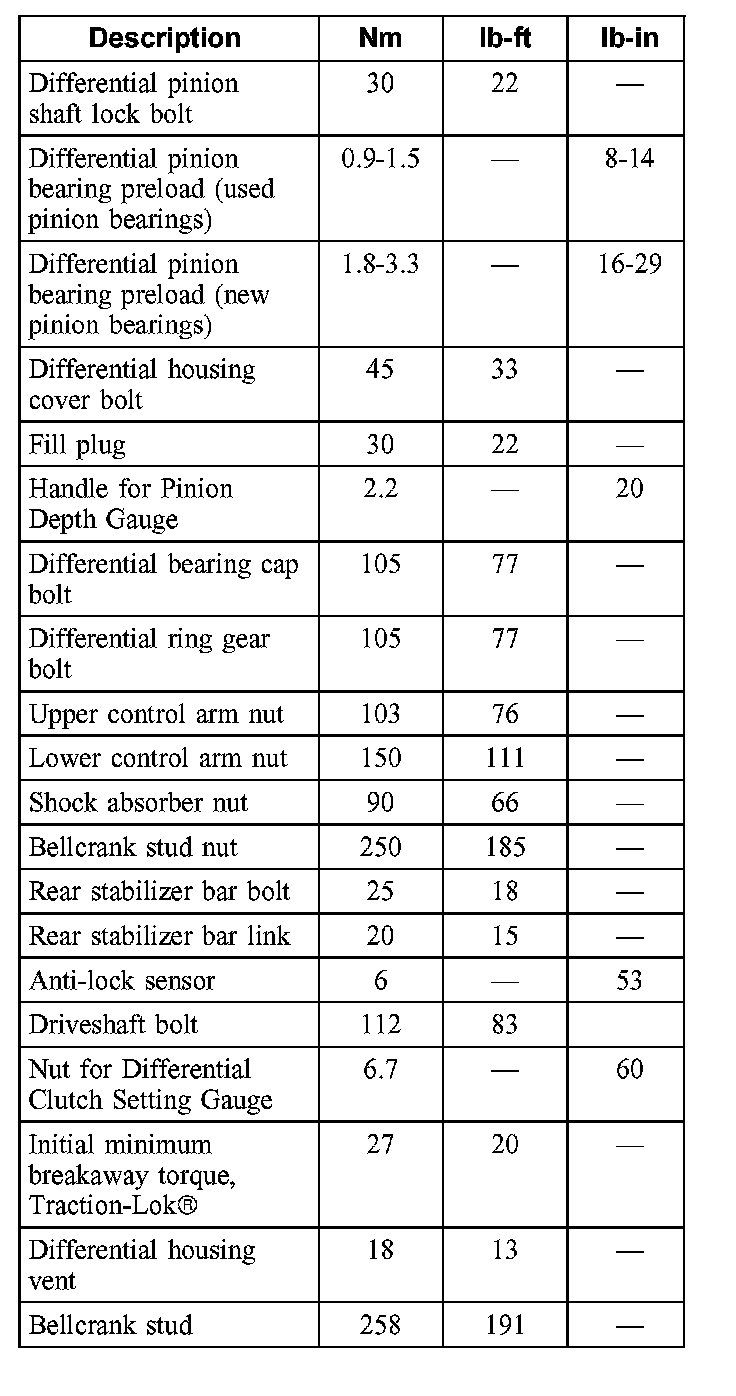 Description Nm lb-ft lb-in
Differential pinion 30 22 —
shaft lock bolt
Differential pinion 0.9-1.5 — 8-14
bearing preload (used
pinion bearings)
Differential pinion 1.8-3.3 — 16-29
bearing preload (new
pinion bearings)
Differential housing 45 33 —
cover bolt
Fill plug 30 22 —
Handle for Pinion 2.2 — 20
Depth Gauge
Differential bearing cap 105 77 —
bolt
Differential ring gear 105 77 —
bolt
Upper control arm nut 103 76 —
Lower control arm nut 150 111 —
Shock absorber nut 90 66 —
Bellcrank stud nut 250 185 —
Rear stabilizer bar bolt 25 18 —
Rear stabilizer bar link 20 15 —
Anti-lock sensor 6 — 53
Driveshaft bolt 112 83 —
Nut for Differential 6.7 — 60
Clutch Setting Gauge
Initial minimum 27 20 —
breakaway torque,
Traction-Lok®
Differential housing 18 13 —
vent
Bellcrank stud 258 191 —